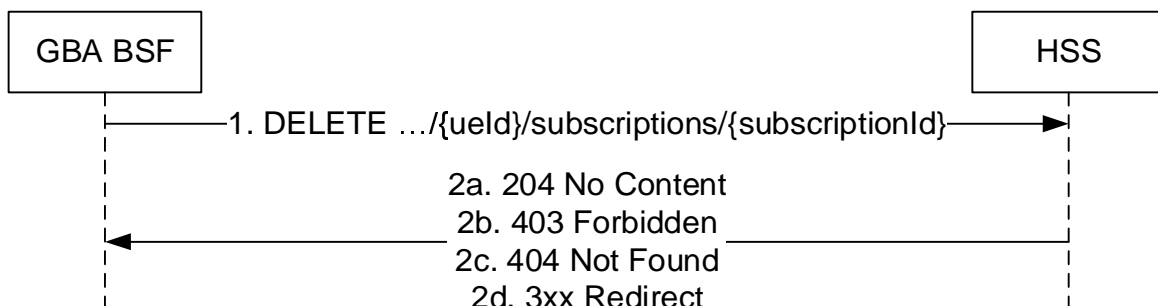 GBA BSF
HSS
1. DELETE …/{ueId}/subscriptions/{subscriptionId}
2a. 204 No Content
2b. 403 Forbidden
2c. 404 Not Found
2d. 3xx Redirect